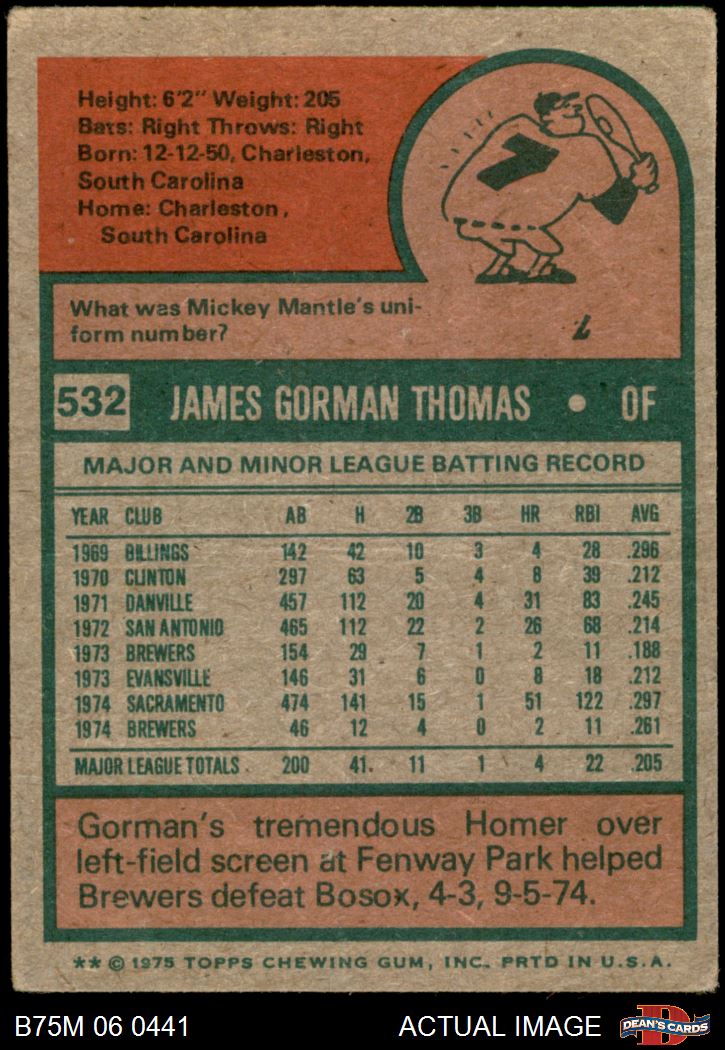 Height: 6'2" Weight: 205
Bats: Right Throws: Right
Born: 12-12-50, Charleston,
South Carolina
Home: Charleston,
South Carolina
7
What was Mickey Mantle's uni-
form number?
7
532 JAMES GORMAN THOMAS • OF
MAJOR AND MINOR LEAGUE BATTING RECORD
YEAR CLUB AB H 2B 3B HR RBI AVG
1969 BILLINGS 142 42 10 3 4 28 .296
1970 CLINTON 297 63 5 4 8 39 .212
1971 DANVILLE 457 112 20 4 31 83 .245
1972 SAN ANTONIO 465 112 22 2 26 68 .214
1973 BREWERS 154 29 7 1 2 11 .188
1973 EVANSVILLE 146 31 6 0 8 18 .212
1974 SACRAMENTO 474 141 15 1 51 122 .297
1974 BREWERS 46 12 4 0 2 11 .261
MAJOR LEAGUE TOTALS 200 41 11 1 4 22 .205
Gorman's tremendous Homer over
left-field screen at Fenway Park helped
Brewers defeat Bosox, 4-3, 9-5-74.
** © 1975 TOPPS CHEWING GUM, INC. PRTD IN U.S.A.
B75M 06 0441 ACTUAL IMAGE D DEAN'S CARDS